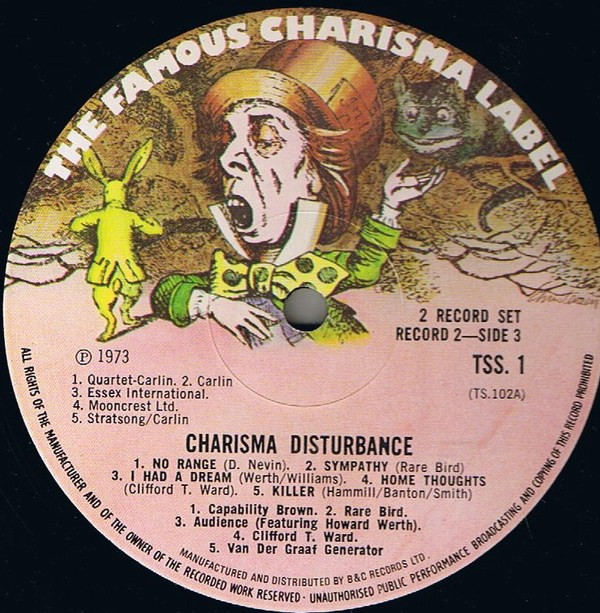 THE FAMOUS CHARISMA LABEL
2 RECORD SET
RECORD 2—SIDE 3
TSS. 1
(TS.102A)
Ⓟ 1973
1. Quartet-Carlin. 2. Carlin
3. Essex International.
4. Mooncrest Ltd.
5. Stratsong/Carlin
CHARISMA DISTURBANCE
1. NO RANGE (D. Nevin). 2. SYMPATHY (Rare Bird)
3. I HAD A DREAM (Werth/Williams). 4. HOME THOUGHTS
(Clifford T. Ward). 5. KILLER (Hammill/Banton/Smith)
1. Capability Brown. 2. Rare Bird.
3. Audience (Featuring Howard Werth).
4. Clifford T. Ward.
5. Van Der Graaf Generator
MANUFACTURED AND DISTRIBUTED BY B&C RECORDS LTD.
ALL RIGHTS OF THE MANUFACTURER AND OF THE OWNER OF THE RECORDED WORK RESERVED · UNAUTHORISED PUBLIC PERFORMANCE BROADCASTING AND COPYING OF THIS RECORD PROHIBITED